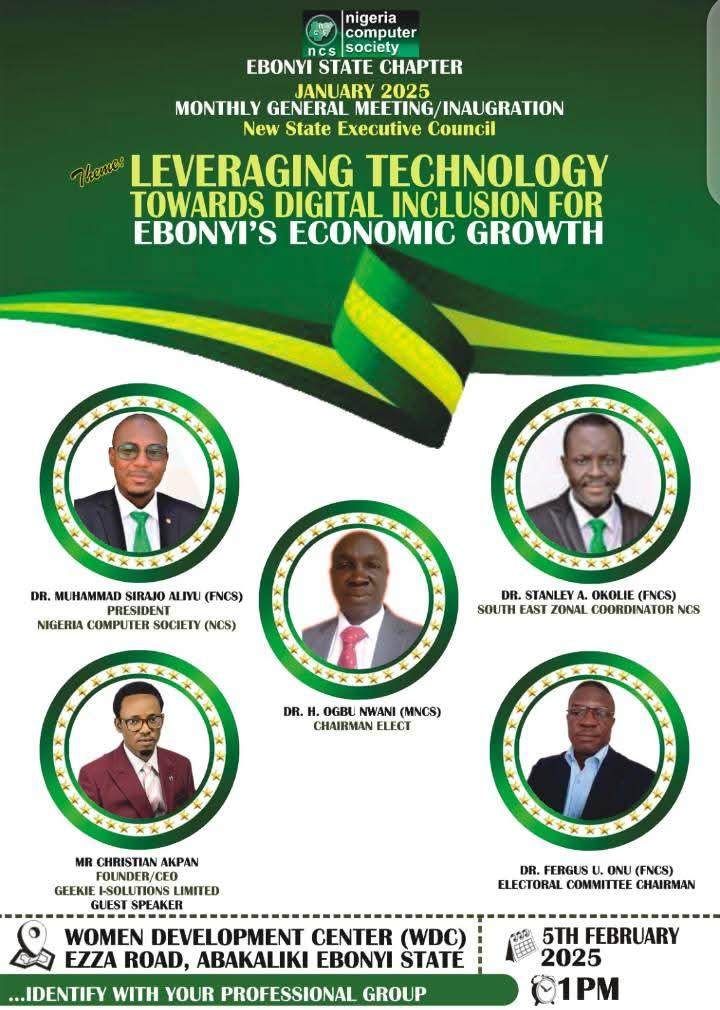 ncs
nigeria
computer
society
EBONYI STATE CHAPTER
JANUARY 2025
MONTHLY GENERAL MEETING/INAUGRATION
New State Executive Council
Theme:
LEVERAGING TECHNOLOGY
TOWARDS DIGITAL INCLUSION FOR
EBONYI'S ECONOMIC GROWTH
DR. MUHAMMAD SIRAJO ALIYU (FNCS)
PRESIDENT
NIGERIA COMPUTER SOCIETY (NCS)
DR. STANLEY A. OKOLIE (FNCS)
SOUTH EAST ZONAL COORDINATOR NCS
DR. H. OGBU NWANI (MNCS)
CHAIRMAN ELECT
MR CHRISTIAN AKPAN
FOUNDER/CEO
GEEKIE I-SOLUTIONS LIMITED
GUEST SPEAKER
DR. FERGUS U. ONU (FNCS)
ELECTORAL COMMITTEE CHAIRMAN
WOMEN DEVELOPMENT CENTER (WDC)
EZZA ROAD, ABAKALIKI EBONYI STATE
5TH FEBRUARY
2025
1PM
...IDENTIFY WITH YOUR PROFESSIONAL GROUP